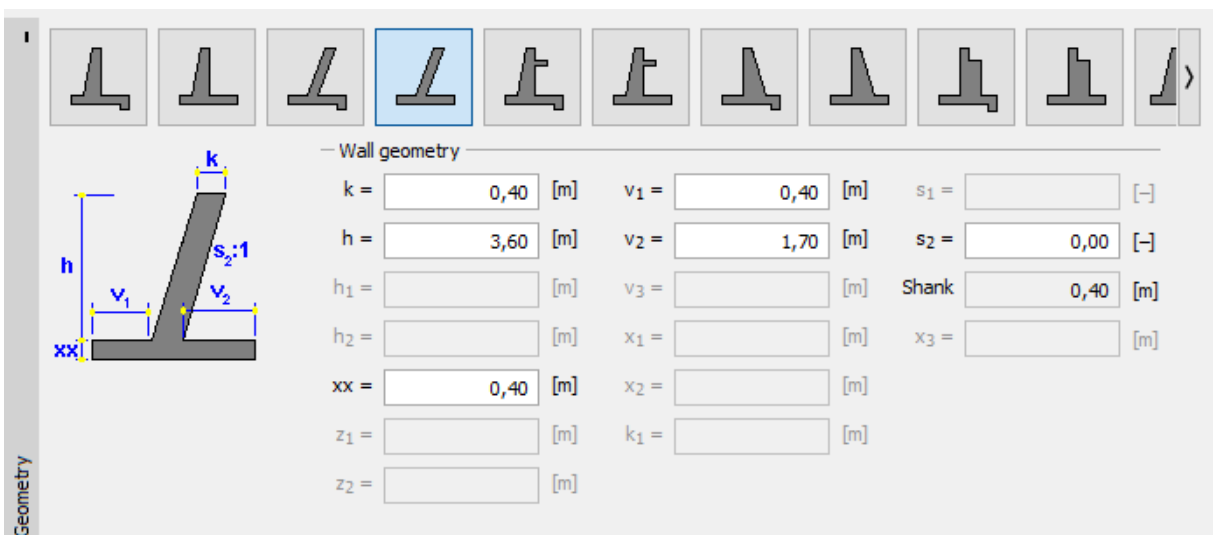 k
h
s2:1
v1
v2
xx
Wall geometry
k = 0,40 [m] v1 = 0,40 [m] s1 = [-]
h = 3,60 [m] v2 = 1,70 [m] s2 = 0,00 [-]
h1 = [m] v3 = [m] Shank 0,40 [m]
h2 = [m] x1 = [m] x3 = [m]
xx = 0,40 [m] x2 = [m]
z1 = [m] k1 = [m]
z2 = [m]
Geometry